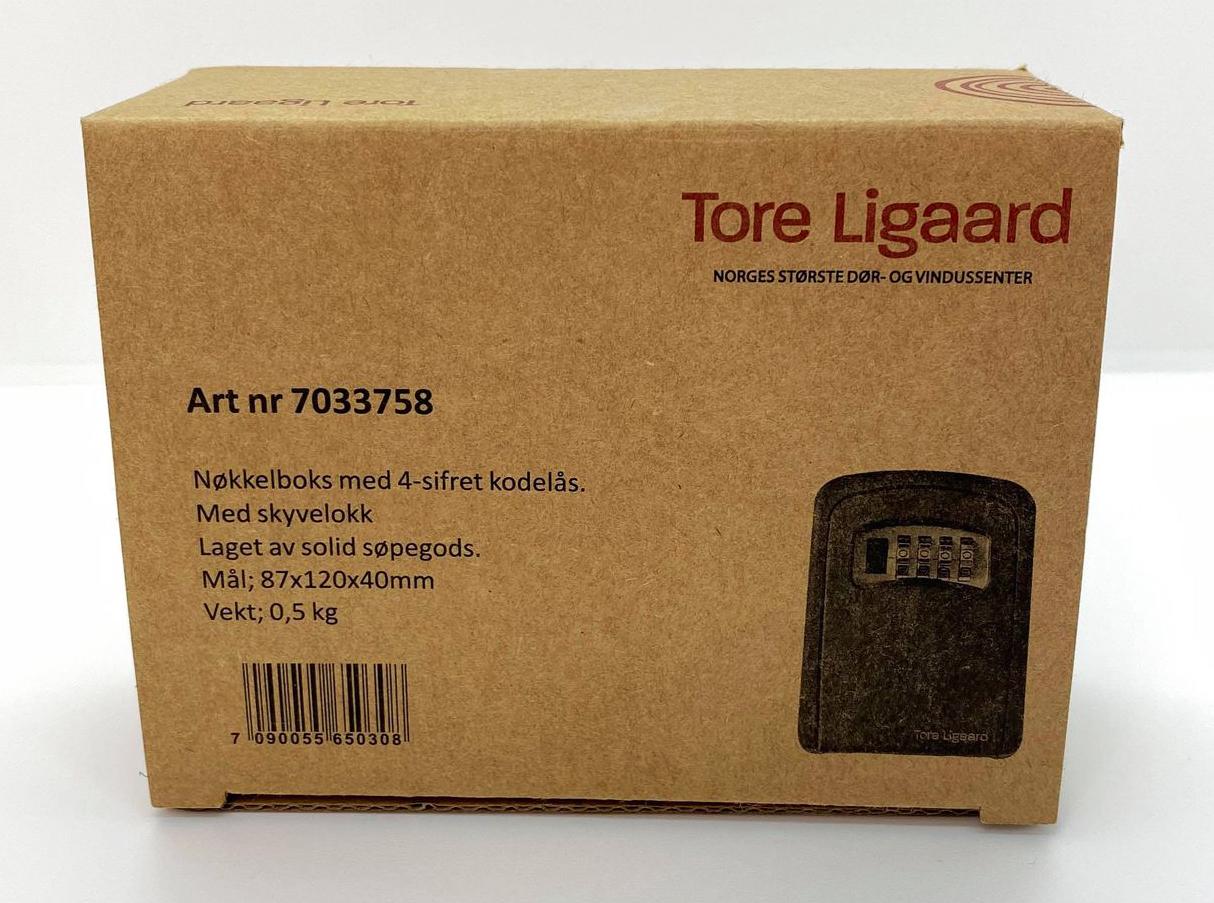 Tore Ligaard
Tore Ligaard
NORGES STØRSTE DØR- OG VINDUSSENTER
Art nr 7033758
Nøkkelboks med 4-sifret kodelås.
Med skyvelokk
Laget av solid søpegods.
Mål; 87x120x40mm
Vekt; 0,5 kg
7 090055 650308
Tore Ligaard